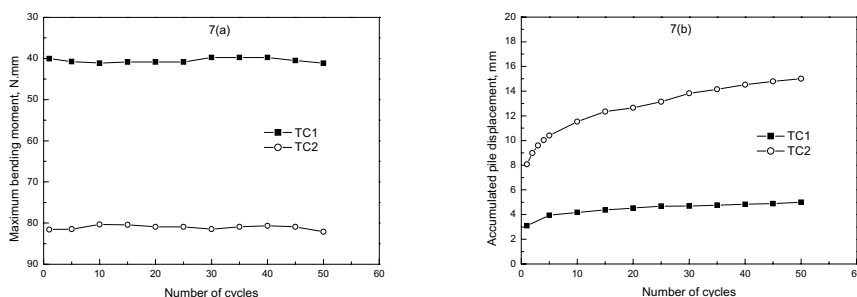 7(a)
Maximum bending moment, N.mm
30
40
50
60
70
80
90
TC1
TC2
0 10 20 30 40 50 60
Number of cycles
7(b)
Accumulated pile displacement, mm
20
18
16
14
12
10
8
6
4
2
0
TC1
TC2
0 10 20 30 40 50 60
Number of cycles